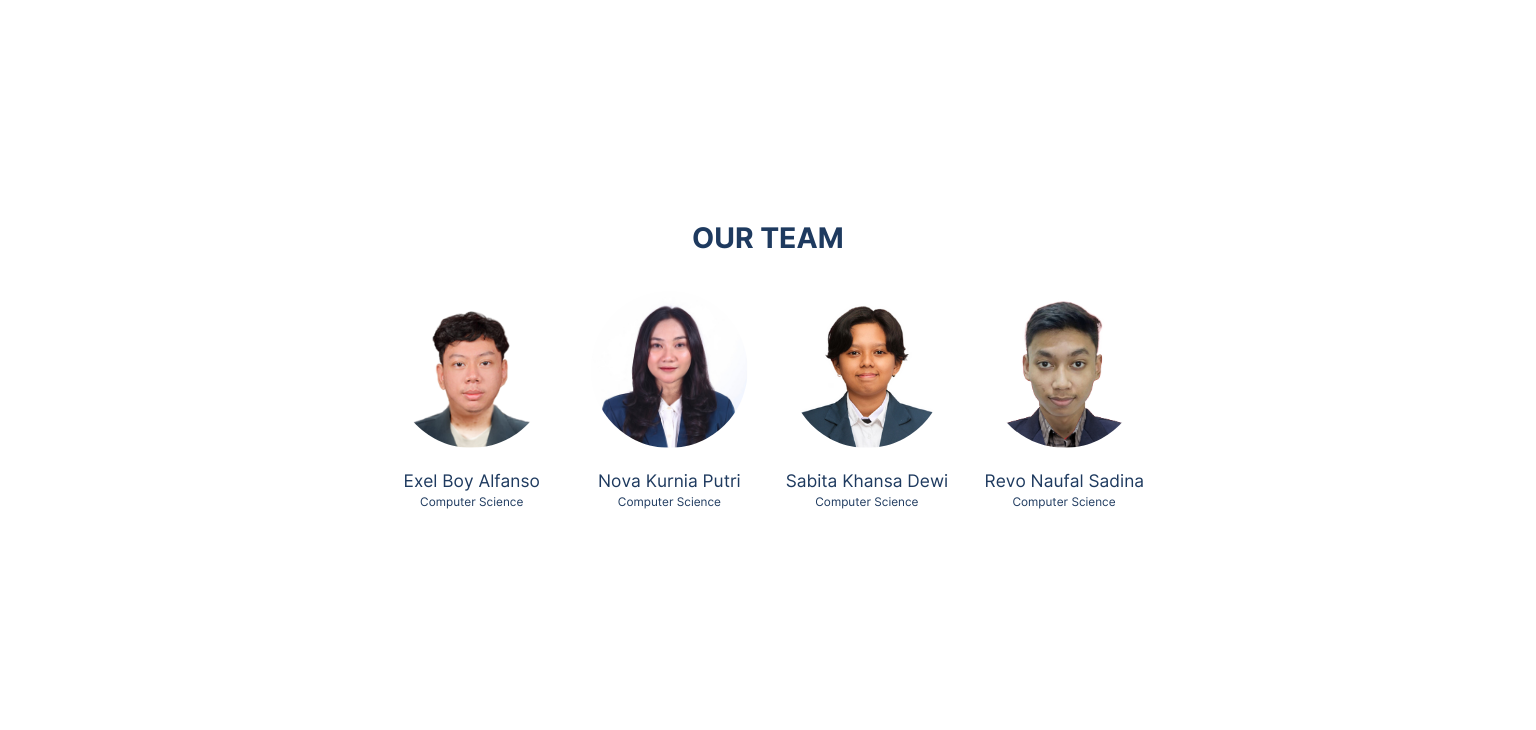 OUR TEAM
Exel Boy Alfanso
Computer Science
Nova Kurnia Putri
Computer Science
Sabita Khansa Dewi
Computer Science
Revo Naufal Sadina
Computer Science